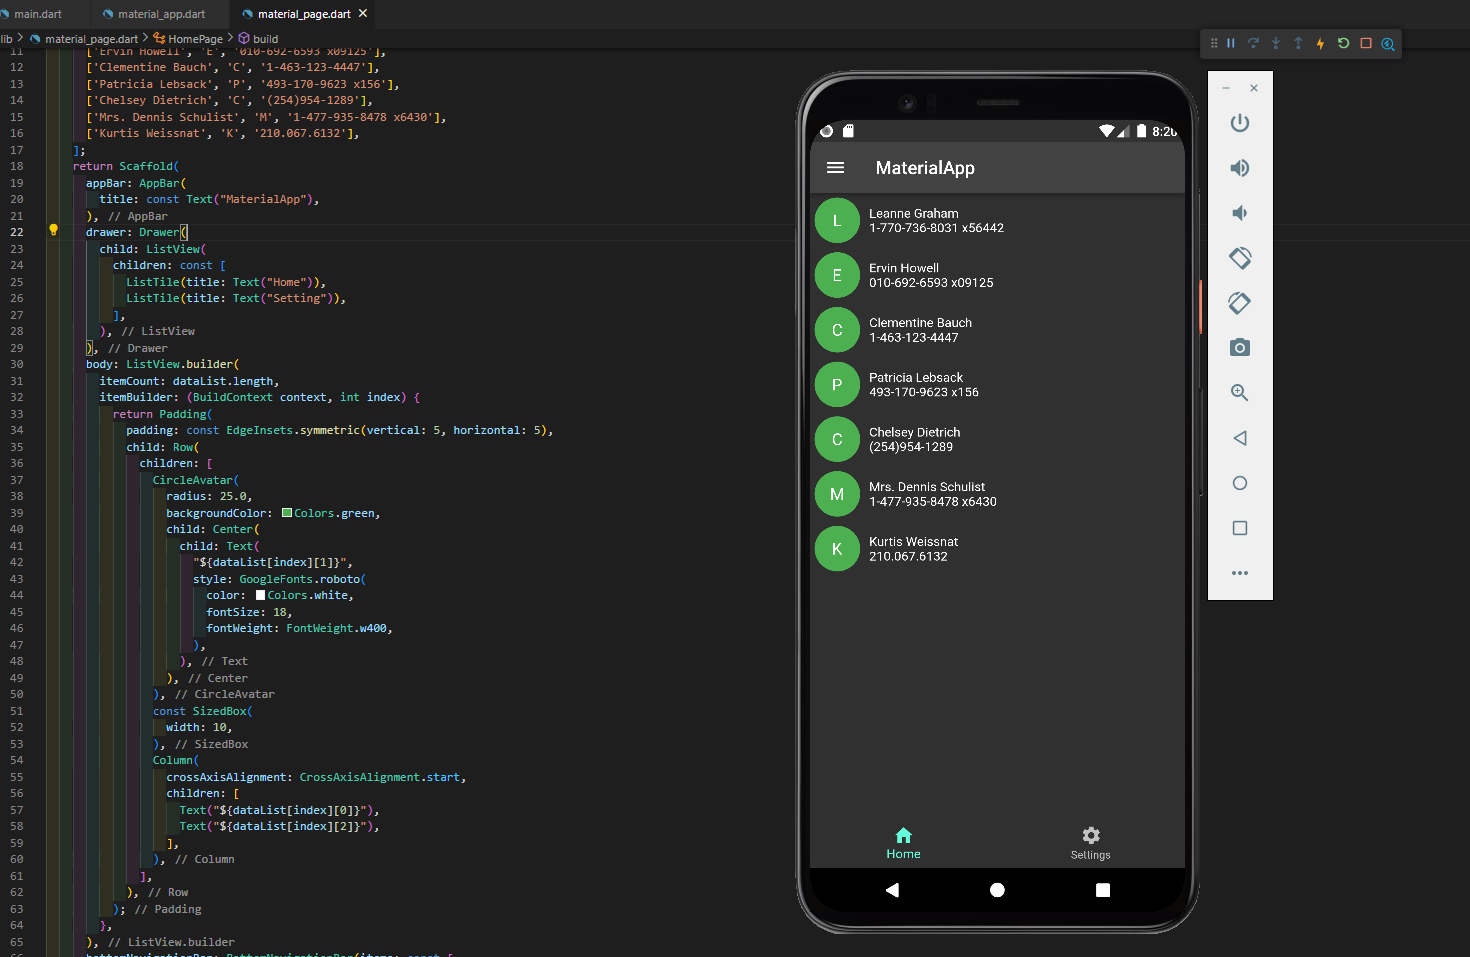 main.dart
material_app.dart
material_page.dart
lib > material_page.dart > HomePage > build
11 ['Ervin Howell', 'E', '010-692-6593 x09125'],
12 ['Clementine Bauch', 'C', '1-463-123-4447'],
13 ['Patricia Lebsack', 'P', '493-170-9623 x156'],
14 ['Chelsey Dietrich', 'C', '(254)954-1289'],
15 ['Mrs. Dennis Schulist', 'M', '1-477-935-8478 x6430'],
16 ['Kurtis Weissnat', 'K', '210.067.6132'],
17 ];
18 return Scaffold(
19 appBar: AppBar(
20 title: const Text("MaterialApp"),
21 ), // AppBar
22 drawer: Drawer(
23 child: ListView(
24 children: const [
25 ListTile(title: Text("Home")),
26 ListTile(title: Text("Setting")),
27 ],
28 ), // ListView
29 ), // Drawer
30 body: ListView.builder(
31 itemCount: dataList.length,
32 itemBuilder: (BuildContext context, int index) {
33 return Padding(
34 padding: const EdgeInsets.symmetric(vertical: 5, horizontal: 5),
35 child: Row(
36 children: [
37 CircleAvatar(
38 radius: 25.0,
39 backgroundColor: Colors.green,
40 child: Center(
41 child: Text(
42 "${dataList[index][1]}",
43 style: GoogleFonts.roboto(
44 color: Colors.white,
45 fontSize: 18,
46 fontWeight: FontWeight.w400,
47 ),
48 ), // Text
49 ), // Center
50 ), // CircleAvatar
51 const SizedBox(
52 width: 10,
53 ), // SizedBox
54 Column(
55 crossAxisAlignment: CrossAxisAlignment.start,
56 children: [
57 Text("${dataList[index][0]}"),
58 Text("${dataList[index][2]}"),
59 ],
60 ), // Column
61 ],
62 ), // Row
63 ); // Padding
64 },
65 ), // ListView.builder
66 bottomNavigationBar: BottomNavigationBar(items: const [
8:20
MaterialApp
L
Leanne Graham
1-770-736-8031 x56442
E
Ervin Howell
010-692-6593 x09125
C
Clementine Bauch
1-463-123-4447
P
Patricia Lebsack
493-170-9623 x156
C
Chelsey Dietrich
(254)954-1289
M
Mrs. Dennis Schulist
1-477-935-8478 x6430
K
Kurtis Weissnat
210.067.6132
Home
Settings